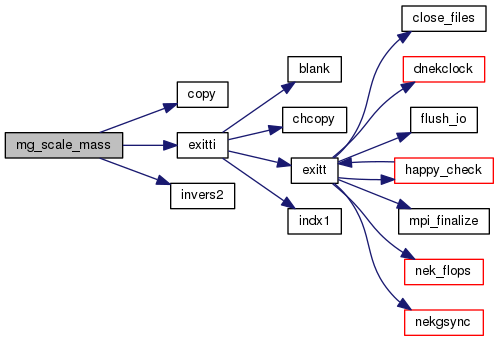 mg_scale_mass
copy
exitti
invers2
blank
chcopy
exitt
indx1
close_files
dnekclock
flush_io
happy_check
mpi_finalize
nek_flops
nekgsync